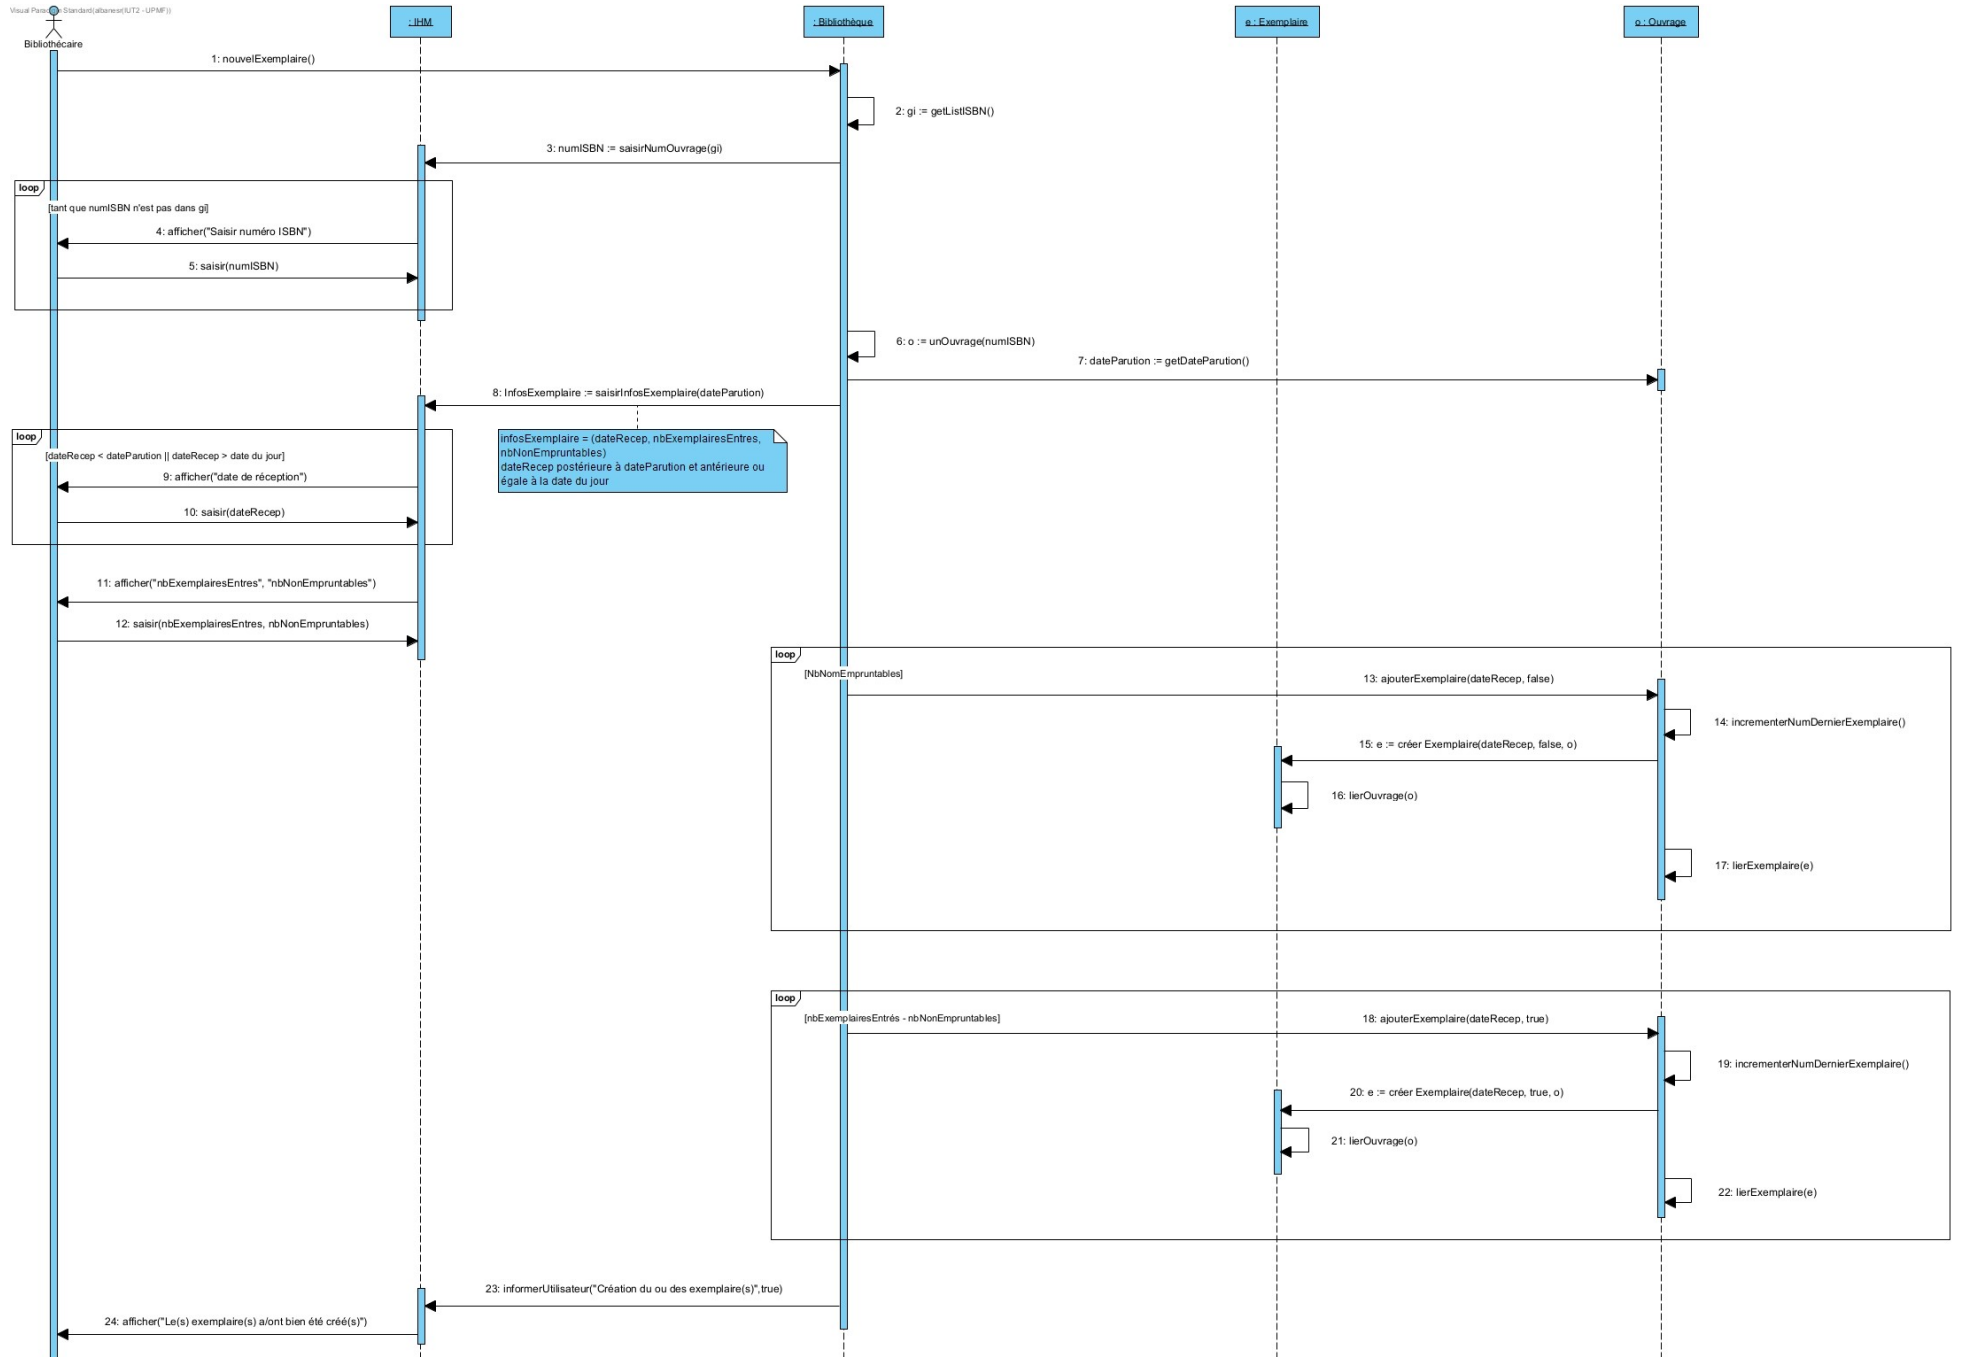 Visual Paradigm Standard(albanesr(IUT2 - UPMF))
Bibliothécaire
: IHM
: Bibliothèque
e : Exemplaire
o : Ouvrage
1: nouvelExemplaire()
2: gi := getListISBN()
3: numISBN := saisirNumOuvrage(gi)
loop
[tant que numISBN n'est pas dans gi]
4: afficher("Saisir numéro ISBN")
5: saisir(numISBN)
6: o := unOuvrage(numISBN)
7: dateParution := getDateParution()
8: InfosExemplaire := saisirInfosExemplaire(dateParution)
infosExemplaire = (dateRecep, nbExemplairesEntres,
nbNonEmpruntables)
dateRecep postérieure à dateParution et antérieure ou
égale à la date du jour
loop
[dateRecep < dateParution || dateRecep > date du jour]
9: afficher("date de réception")
10: saisir(dateRecep)
11: afficher("nbExemplairesEntres", "nbNonEmpruntables")
12: saisir(nbExemplairesEntres, nbNonEmpruntables)
loop
[NbNomEmpruntables]
13: ajouterExemplaire(dateRecep, false)
14: incrementerNumDernierExemplaire()
15: e := créer Exemplaire(dateRecep, false, o)
16: lierOuvrage(o)
17: lierExemplaire(e)
loop
[nbExemplairesEntrés - nbNonEmpruntables]
18: ajouterExemplaire(dateRecep, true)
19: incrementerNumDernierExemplaire()
20: e := créer Exemplaire(dateRecep, true, o)
21: lierOuvrage(o)
22: lierExemplaire(e)
23: informerUtilisateur("Création du ou des exemplaire(s)",true)
24: afficher("Le(s) exemplaire(s) a/ont bien été créé(s)")